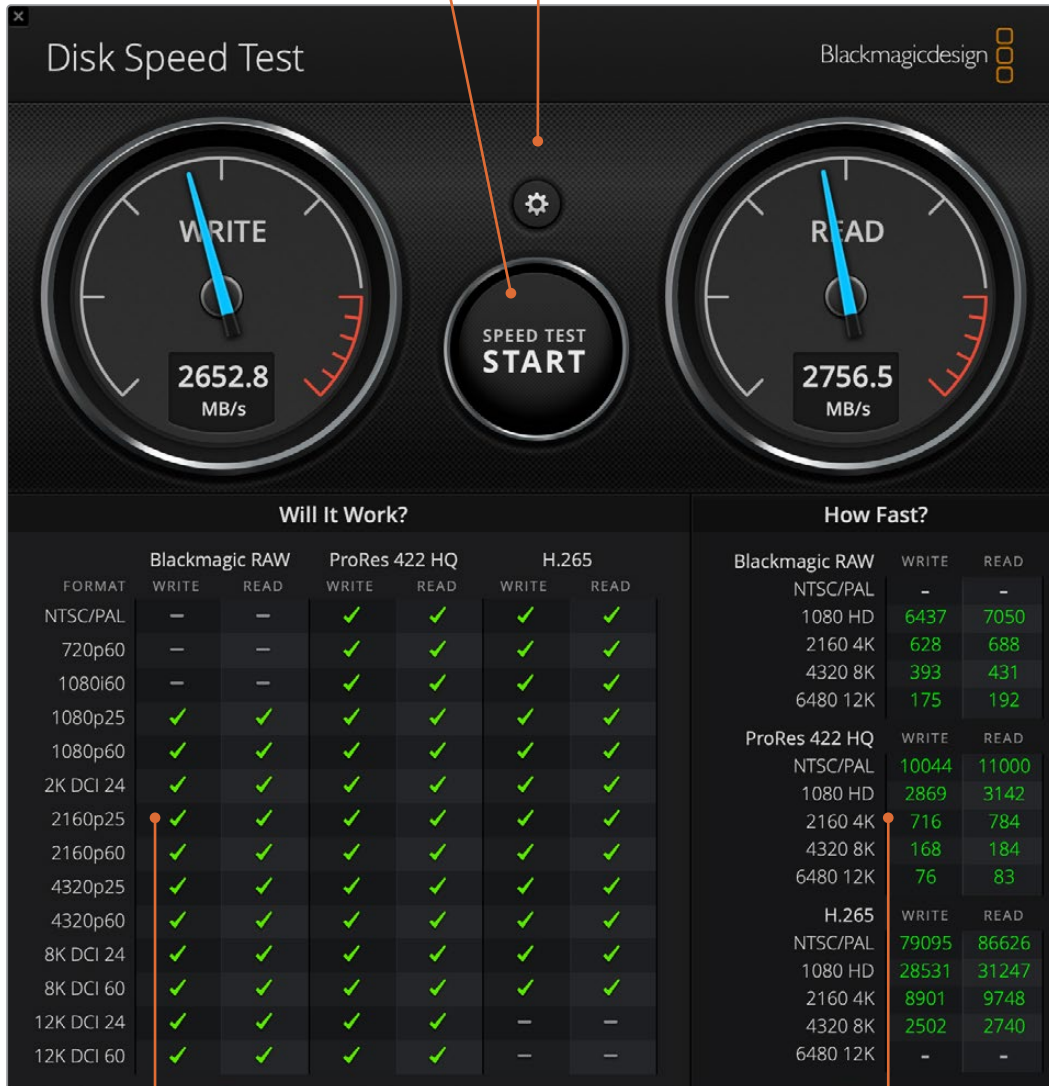 Disk Speed Test
Blackmagicdesign
WRITE
READ
SPEED TEST
START
2652.8
MB/s
2756.5
MB/s
Will It Work?
Blackmagic RAW ProRes 422 HQ H.265
FORMAT WRITE READ WRITE READ WRITE READ
NTSC/PAL – – ✓ ✓ ✓ ✓
720p60 – – ✓ ✓ ✓ ✓
1080i60 – – ✓ ✓ ✓ ✓
1080p25 ✓ ✓ ✓ ✓ ✓ ✓
1080p60 ✓ ✓ ✓ ✓ ✓ ✓
2K DCI 24 ✓ ✓ ✓ ✓ ✓ ✓
2160p25 ✓ ✓ ✓ ✓ ✓ ✓
2160p60 ✓ ✓ ✓ ✓ ✓ ✓
4320p25 ✓ ✓ ✓ ✓ ✓ ✓
4320p60 ✓ ✓ ✓ ✓ ✓ ✓
8K DCI 24 ✓ ✓ ✓ ✓ ✓ ✓
8K DCI 60 ✓ ✓ ✓ ✓ ✓ ✓
12K DCI 24 ✓ ✓ ✓ ✓ – –
12K DCI 60 ✓ ✓ ✓ ✓ – –
How Fast?
Blackmagic RAW WRITE READ
NTSC/PAL - -
1080 HD 6437 7050
2160 4K 628 688
4320 8K 393 431
6480 12K 175 192
ProRes 422 HQ WRITE READ
NTSC/PAL 10044 11000
1080 HD 2869 3142
2160 4K 716 784
4320 8K 168 184
6480 12K 76 83
H.265 WRITE READ
NTSC/PAL 79095 86626
1080 HD 28531 31247
2160 4K 8901 9748
4320 8K 2502 2740
6480 12K - -